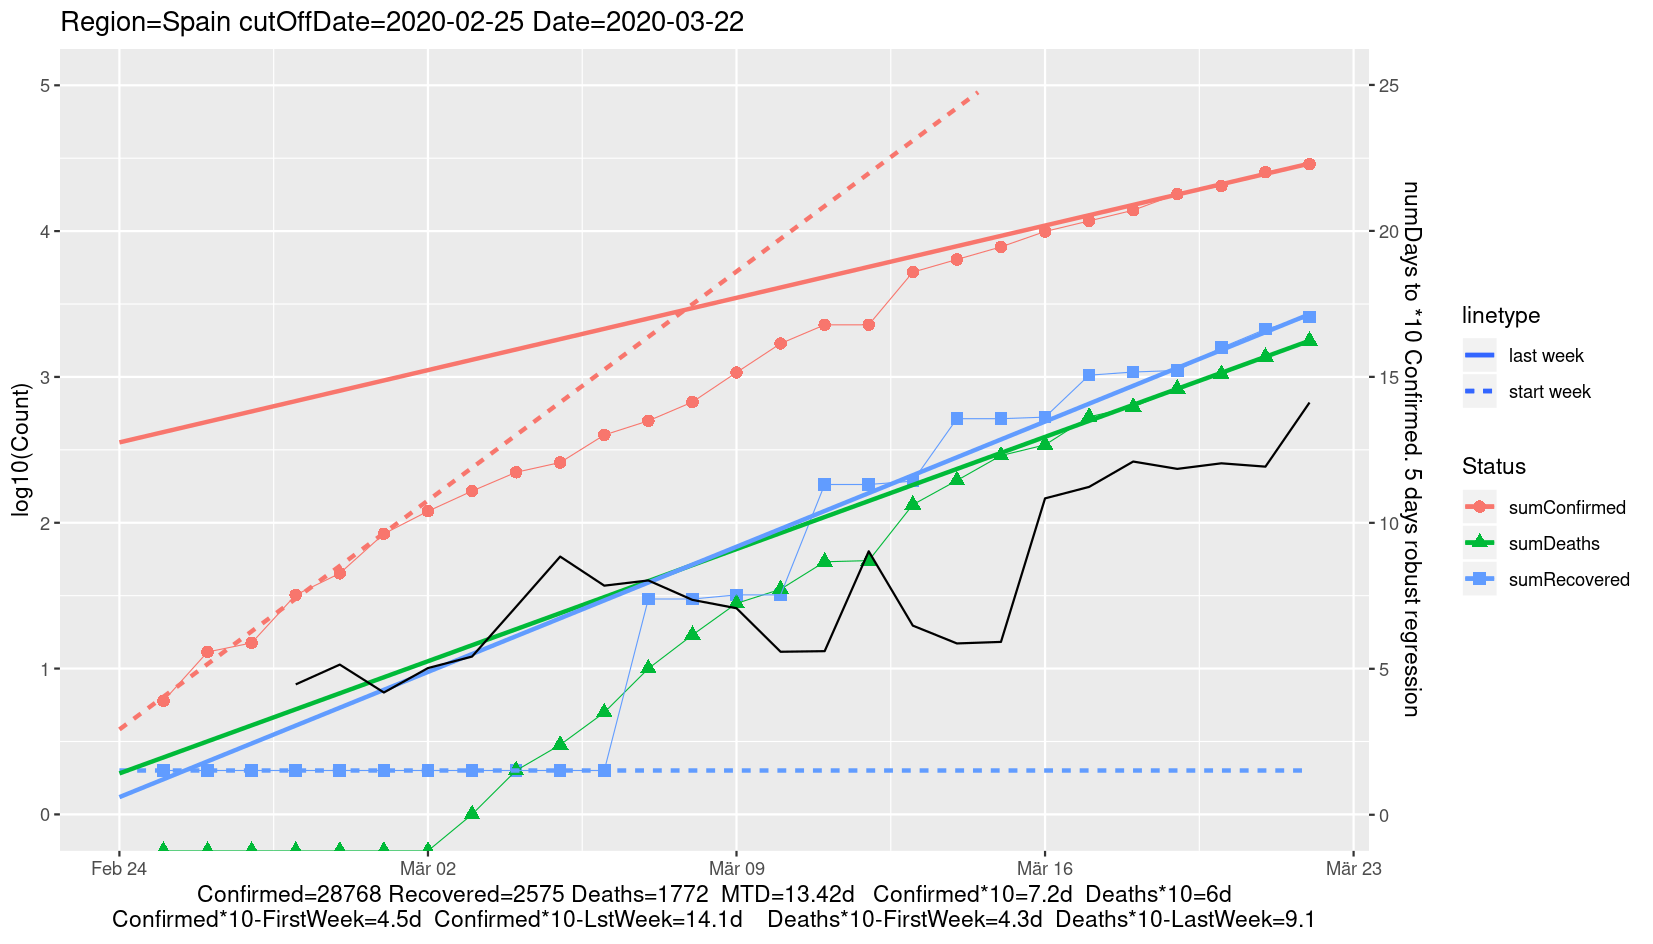 Region=Spain cutOffDate=2020-02-25 Date=2020-03-22
5
4
3
2
1
0
log10(Count)
25
20
15
10
5
0
numDays to *10 Confirmed. 5 days robust regression
Feb 24
Mär 02
Mär 09
Mär 16
Mär 23
Confirmed=28768 Recovered=2575 Deaths=1772 MTD=13.42d Confirmed*10=7.2d Deaths*10=6d
Confirmed*10-FirstWeek=4.5d Confirmed*10-LstWeek=14.1d Deaths*10-FirstWeek=4.3d Deaths*10-LastWeek=9.1
linetype
last week
start week
Status
sumConfirmed
sumDeaths
sumRecovered